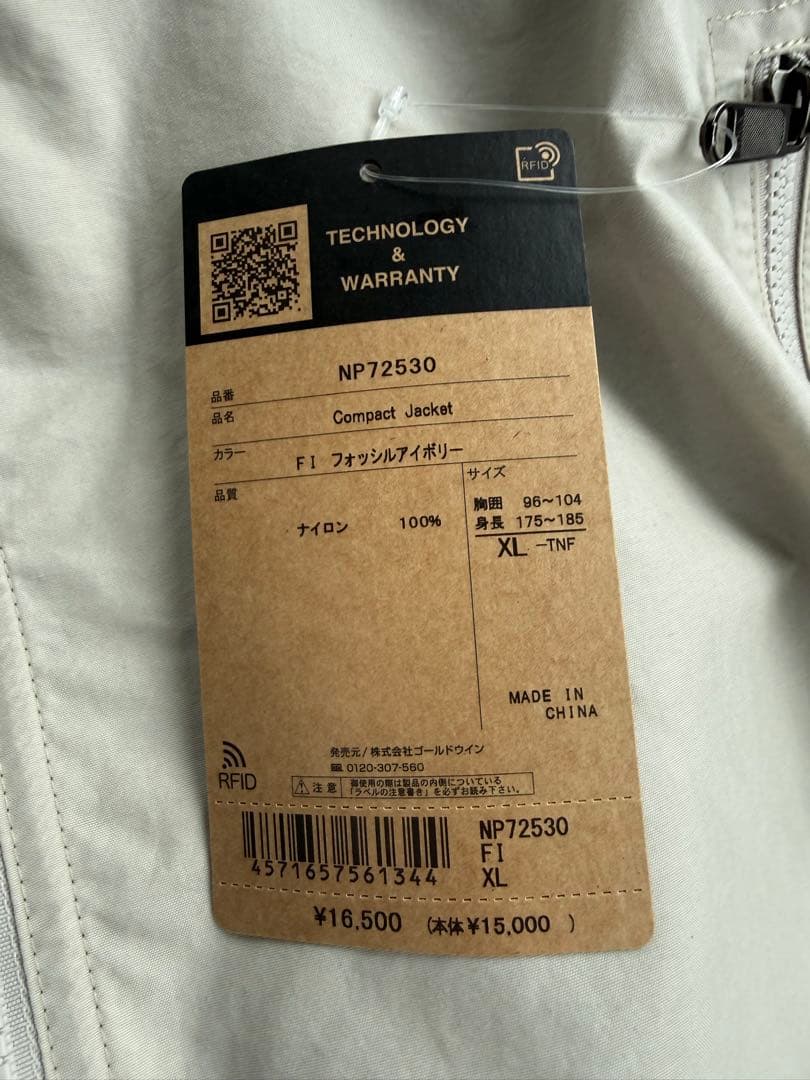 RFID
TECHNOLOGY
&
WARRANTY
品番 NP72530
品名 Compact Jacket
カラー FI フォッシルアイボリー
品質
ナイロン 100%
サイズ
胸囲 96~104
身長 175~185
XL -TNF
MADE IN
CHINA
RFID
発売元/株式会社ゴールドウイン
0120-307-560
注意 御使用の際は製品の内側についている
「ラベルの注意書き」を必ずお読み下さい。
4571657561344
NP72530
FI
XL
¥16,500 (本体¥15,000 )